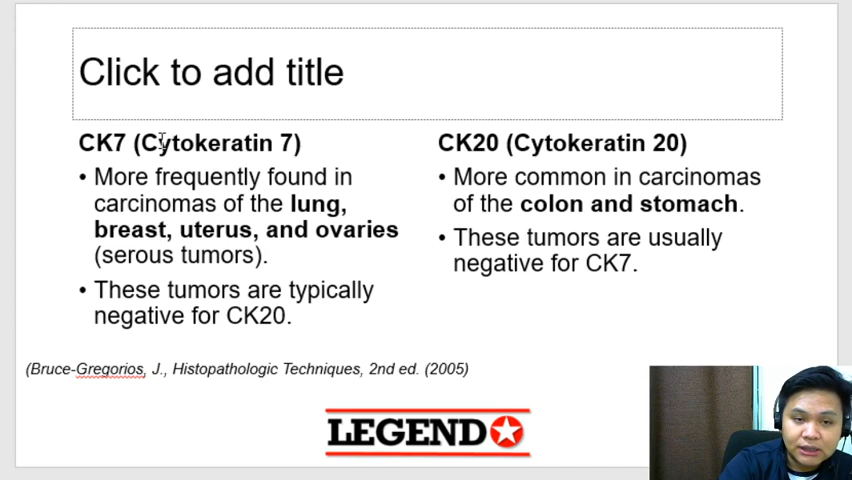 Click to add title
CK7 (Cytokeratin 7)
• More frequently found in
carcinomas of the lung,
breast, uterus, and ovaries
(serous tumors).
• These tumors are typically
negative for CK20.
CK20 (Cytokeratin 20)
• More common in carcinomas
of the colon and stomach.
• These tumors are usually
negative for CK7.
(Bruce-Gregorios, J., Histopathologic Techniques, 2nd ed. (2005)
LEGEND